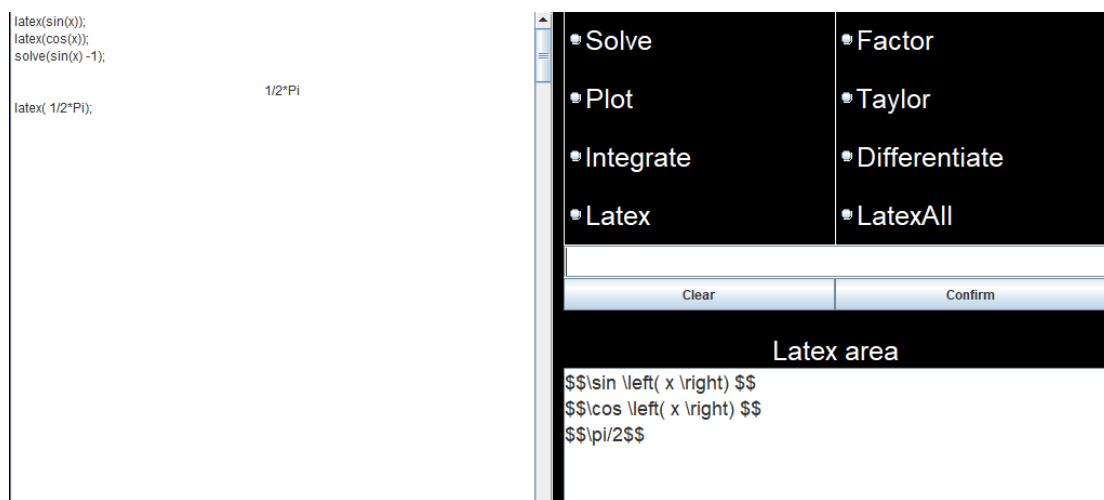 latex(sin(x));
latex(cos(x));
solve(sin(x) -1);
1/2*Pi
latex( 1/2*Pi);
Solve
Factor
Plot
Taylor
Integrate
Differentiate
Latex
LatexAll
Clear
Confirm
Latex area
$$\sin \left( x \right) $$
$$\cos \left( x \right) $$
$$\pi/2$$